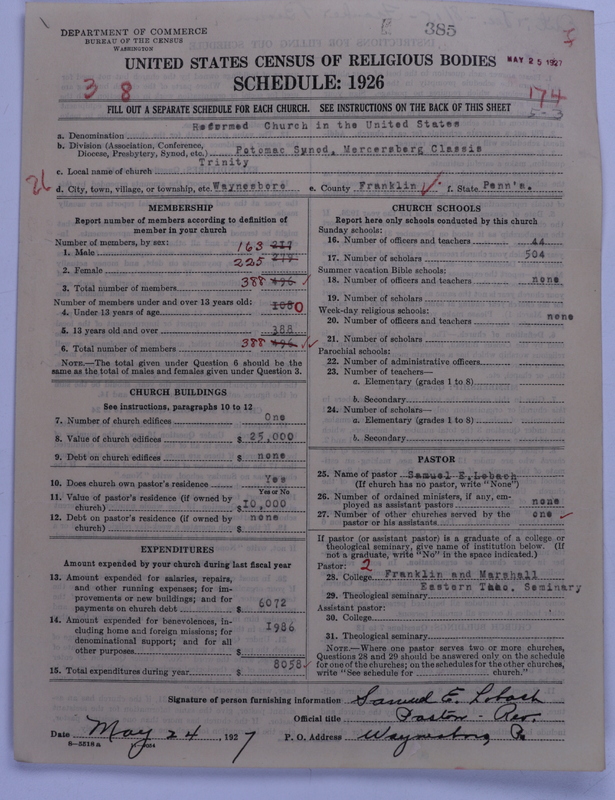 DEPARTMENT OF COMMERCE
BUREAU OF THE CENSUS
WASHINGTON
385
UNITED STATES CENSUS OF RELIGIOUS BODIES
MAY 25 1927
SCHEDULE: 1926
3 8
174
5-3
FILL OUT A SEPARATE SCHEDULE FOR EACH CHURCH. SEE INSTRUCTIONS ON THE BACK OF THIS SHEET
a. Denomination Reformed Church in the United States
b. Division (Association, Conference, Diocese, Presbytery, Synod, etc.) Potomac Synod, Mercersberg Classis
c. Local name of church Trinity
26
d. City, town, village, or township, etc. Waynesboro e. County Franklin f. State Penn'a.
MEMBERSHIP
Report number of members according to definition of
member in your church
Number of members, by sex:
1. Male 163 217
2. Female 225 279
3. Total number of members 388 496
Number of members under and over 13 years old:
4. Under 13 years of age 108 0
5. 13 years old and over 388
6. Total number of members 388 496
NOTE.—The total given under Question 6 should be the
same as the total of males and females given under Question 3.
CHURCH BUILDINGS
See instructions, paragraphs 10 to 12
7. Number of church edifices One
8. Value of church edifices $ 25,000
9. Debt on church edifices $ none
10. Does church own pastor's residence Yes
Yes or No
11. Value of pastor's residence (if owned by
church) $ 10,000
12. Debt on pastor's residence (if owned by
church) $ none
EXPENDITURES
Amount expended by your church during last fiscal year
13. Amount expended for salaries, repairs,
and other running expenses; for im-
provements or new buildings; and for
payments on church debt $ 6072
14. Amount expended for benevolences, in-
cluding home and foreign missions; for
denominational support; and for all
other purposes $ 1986
15. Total expenditures during year $ 8058
CHURCH SCHOOLS
Report here only schools conducted by this church
Sunday schools:
16. Number of officers and teachers 44
17. Number of scholars 504
Summer vacation Bible schools:
18. Number of officers and teachers none
19. Number of scholars
Week-day religious schools:
20. Number of officers and teachers none
21. Number of scholars
Parochial schools:
22. Number of administrative officers
23. Number of teachers—
a. Elementary (grades 1 to 8)
b. Secondary
24. Number of scholars—
a. Elementary (grades 1 to 8)
b. Secondary
PASTOR
25. Name of pastor Samuel E. Lobach
(If church has no pastor, write "None")
26. Number of ordained ministers, if any, em-
ployed as assistant pastors none
27. Number of other churches served by the
pastor or his assistants one
If pastor (or assistant pastor) is a graduate of a college or
theological seminary, give name of institution below. (If
not a graduate, write "No" in the space indicated.)
Pastor: 2
28. College Franklin and Marshall
29. Theological seminary Eastern Theo. Seminary
Assistant pastor:
30. College
31. Theological seminary
NOTE.—Where one pastor serves two or more churches,
Questions 28 and 29 should be answered only on the schedule
for one of the churches; on the schedules for the other churches,
write "See schedule for church."
Signature of person furnishing information Samuel E. Lobach
Official title Pastor - Rev.
Date May 24, 1927 P. O. Address Waynesboro, Pa
8-3518a